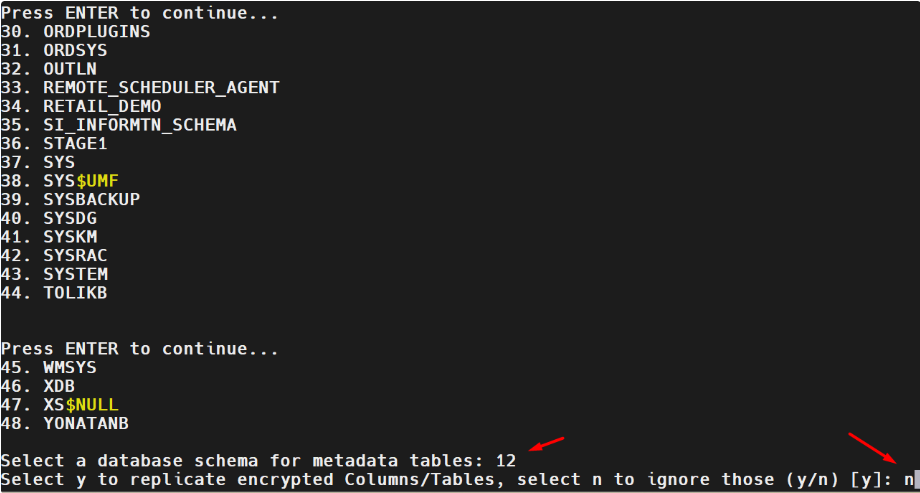 Press ENTER to continue...
30. ORDPLUGINS
31. ORDSYS
32. OUTLN
33. REMOTE_SCHEDULER_AGENT
34. RETAIL_DEMO
35. SI_INFORMTN_SCHEMA
36. STAGE1
37. SYS
38. SYS$UMF
39. SYSBACKUP
40. SYSDG
41. SYSKM
42. SYSRAC
43. SYSTEM
44. TOLIKB
Press ENTER to continue...
45. WMSYS
46. XDB
47. XS$NULL
48. YONATANB
Select a database schema for metadata tables: 12
Select y to replicate encrypted Columns/Tables, select n to ignore those (y/n) [y]: n